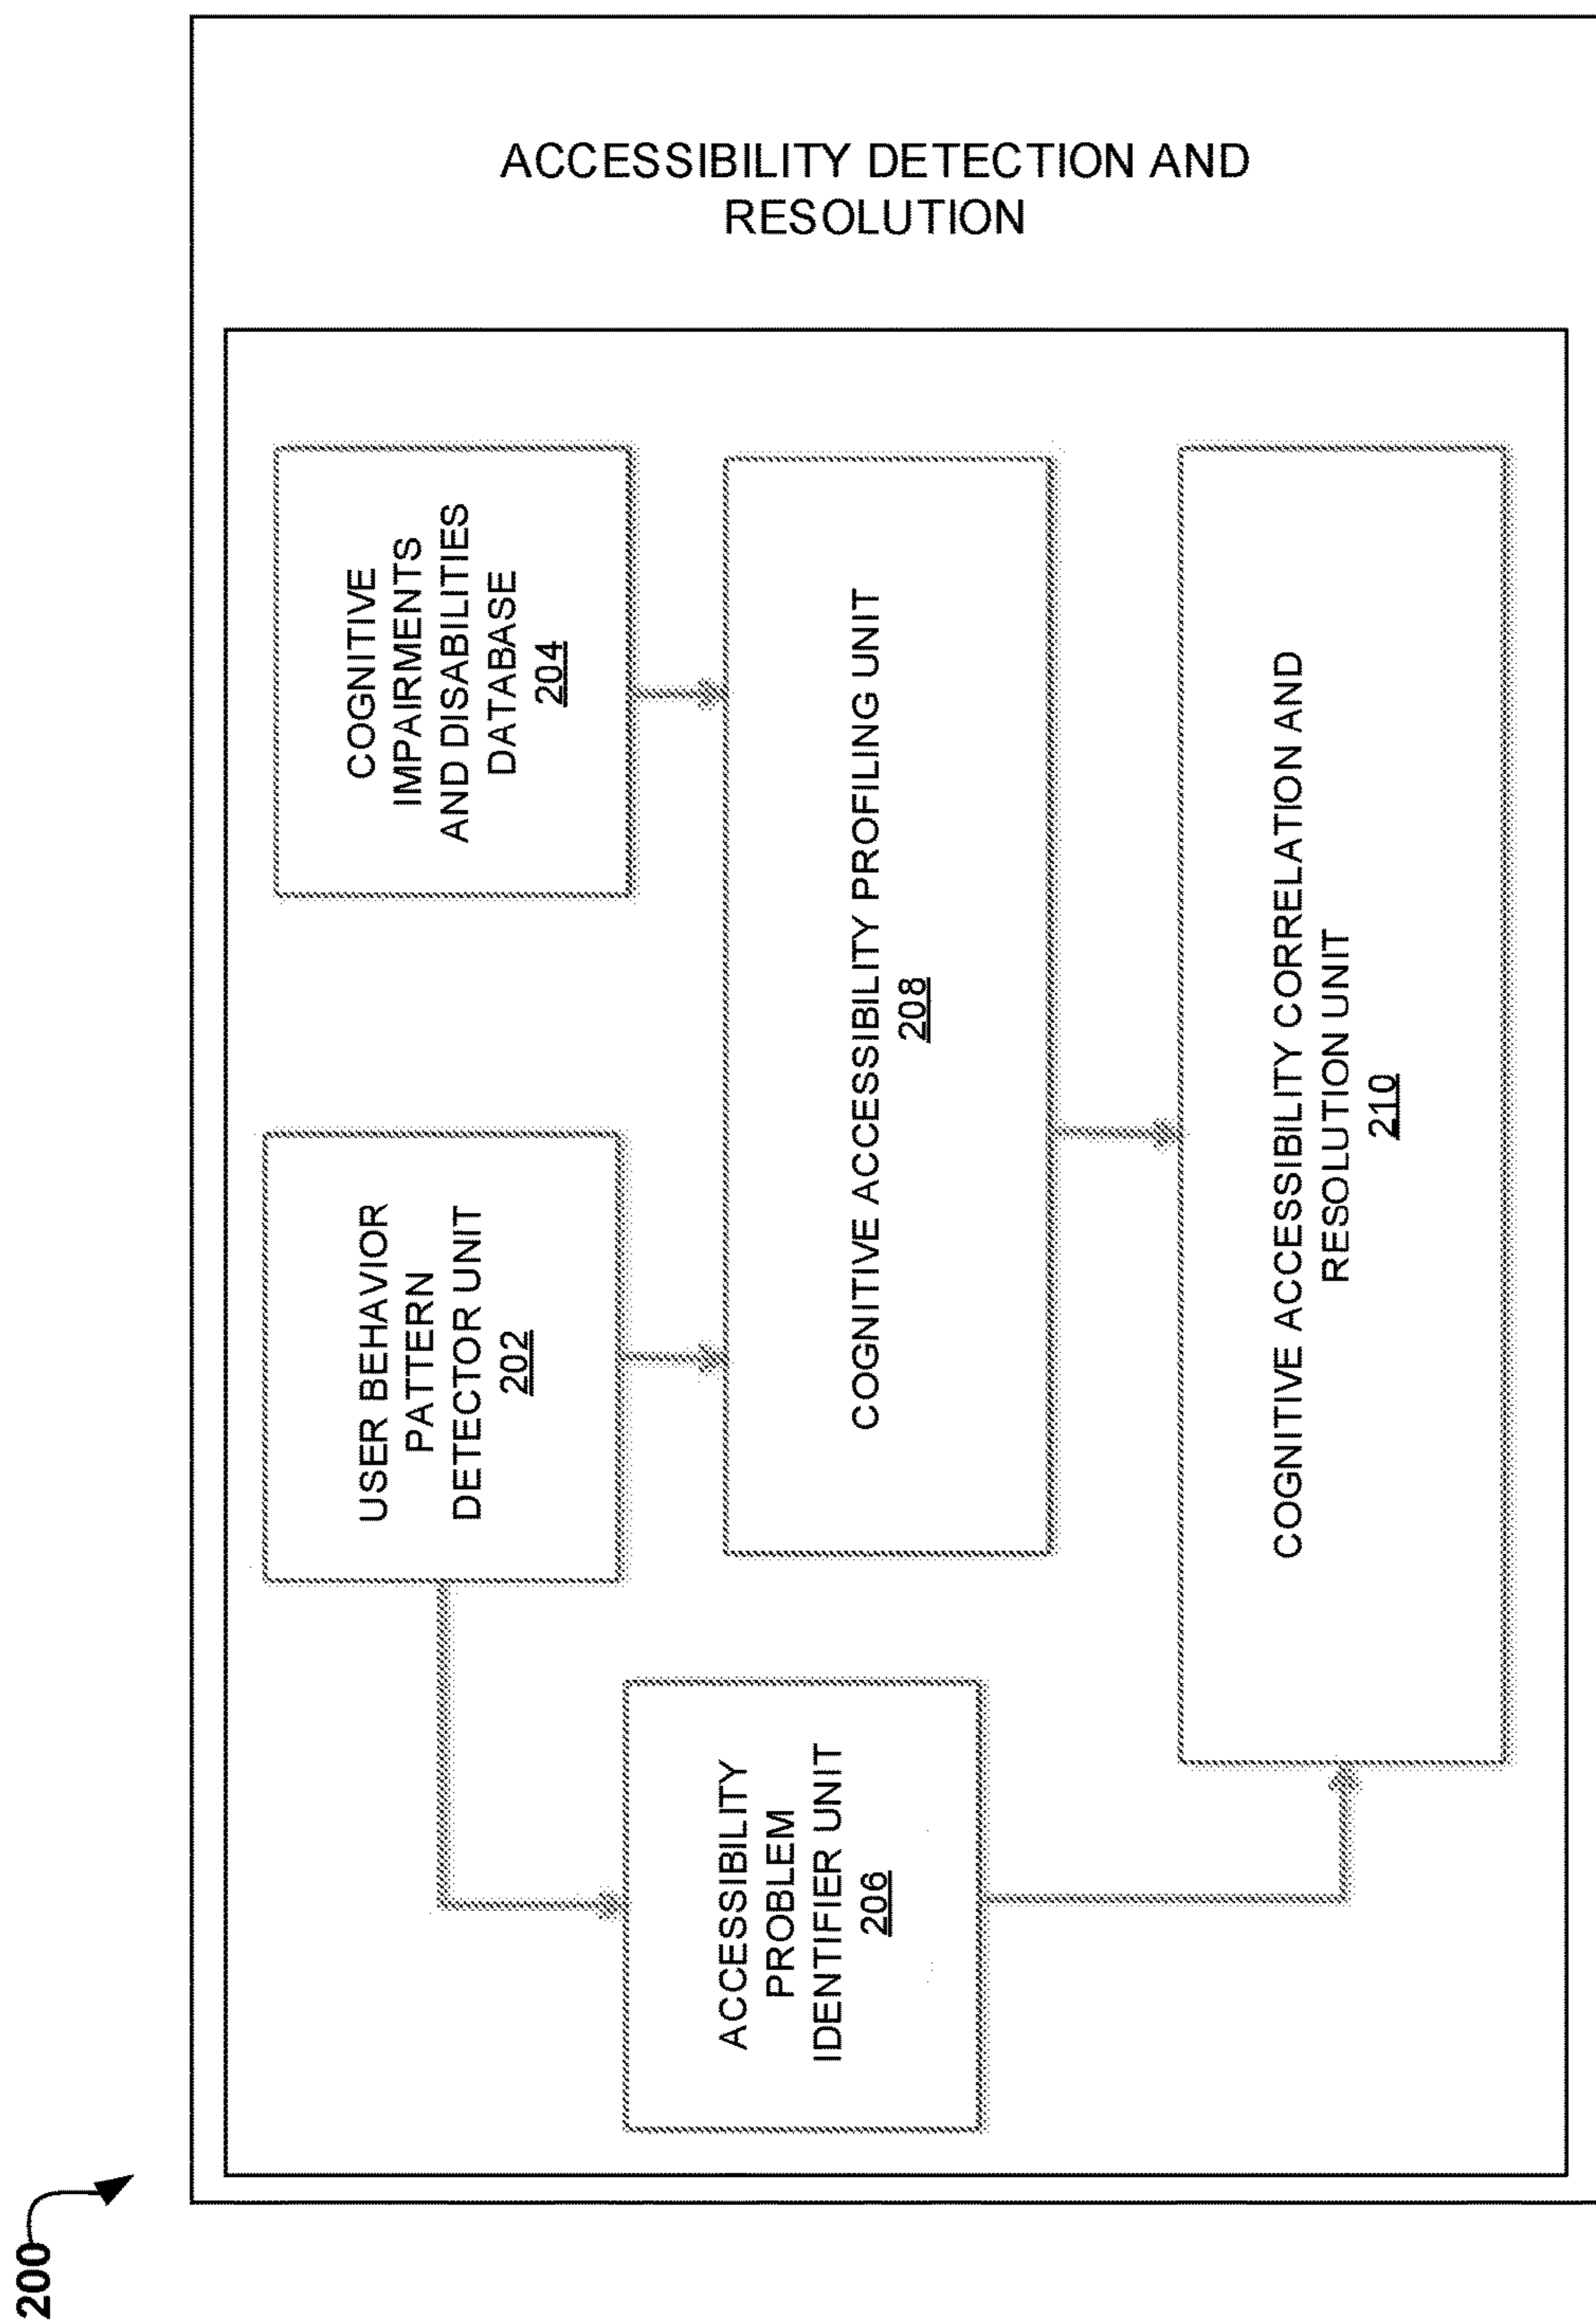 200
ACCESSIBILITY DETECTION AND
RESOLUTION
USER BEHAVIOR
PATTERN
DETECTOR UNIT
202
COGNITIVE
IMPAIRMENTS
AND DISABILITIES
DATABASE
204
ACCESSIBILITY
PROBLEM
IDENTIFIER UNIT
206
COGNITIVE ACCESSIBILITY PROFILING UNIT
208
COGNITIVE ACCESSIBILITY CORRELATION AND
RESOLUTION UNIT
210